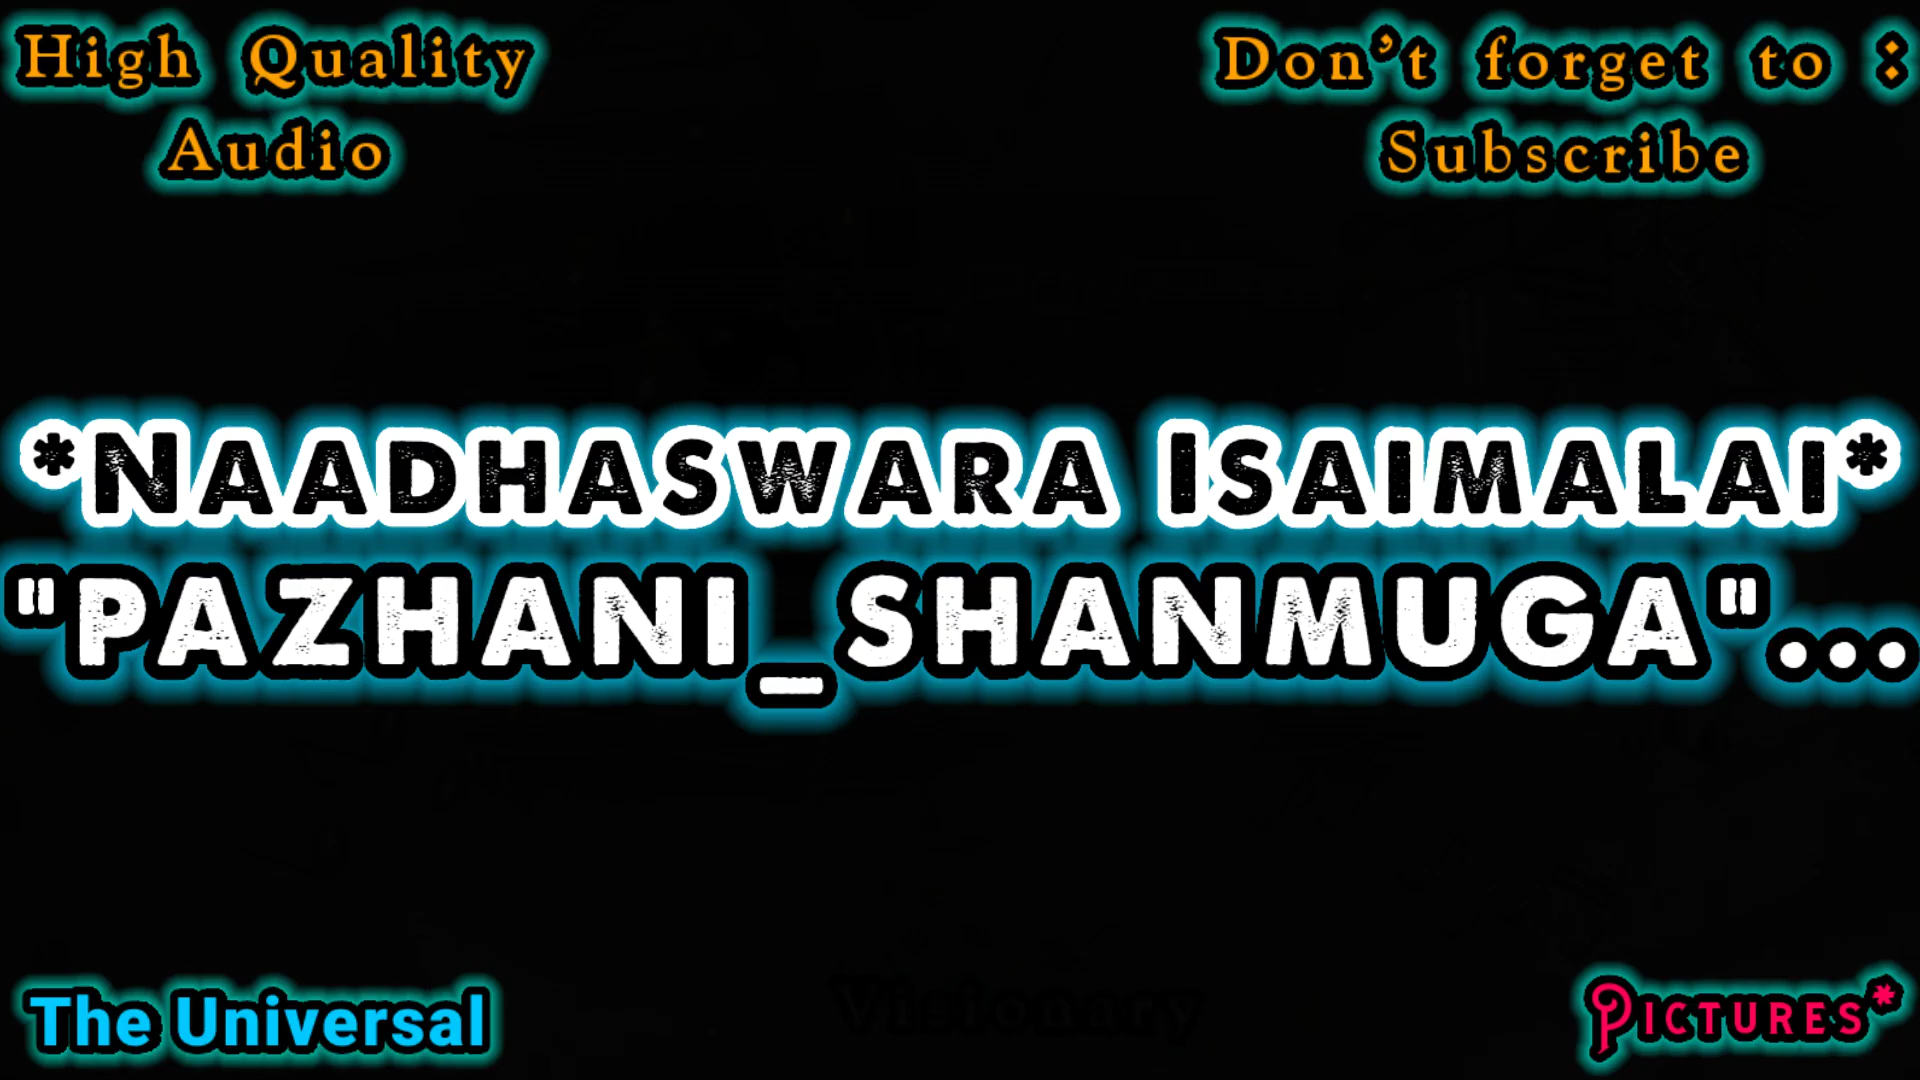 High Quality
Audio
Don't forget to :
Subscribe
*Naadhaswara Isaimalai*
"PAZHANI_SHANMUGA"...
The Universal
Visionary
Pictures*